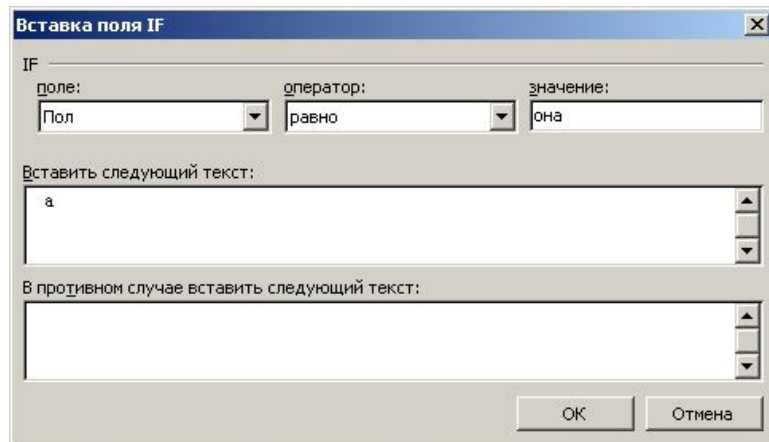 Вставка поля IF
IF
поле: оператор: значение:
Пол равно она
Вставить следующий текст:
а
В противном случае вставить следующий текст:
ОК Отмена